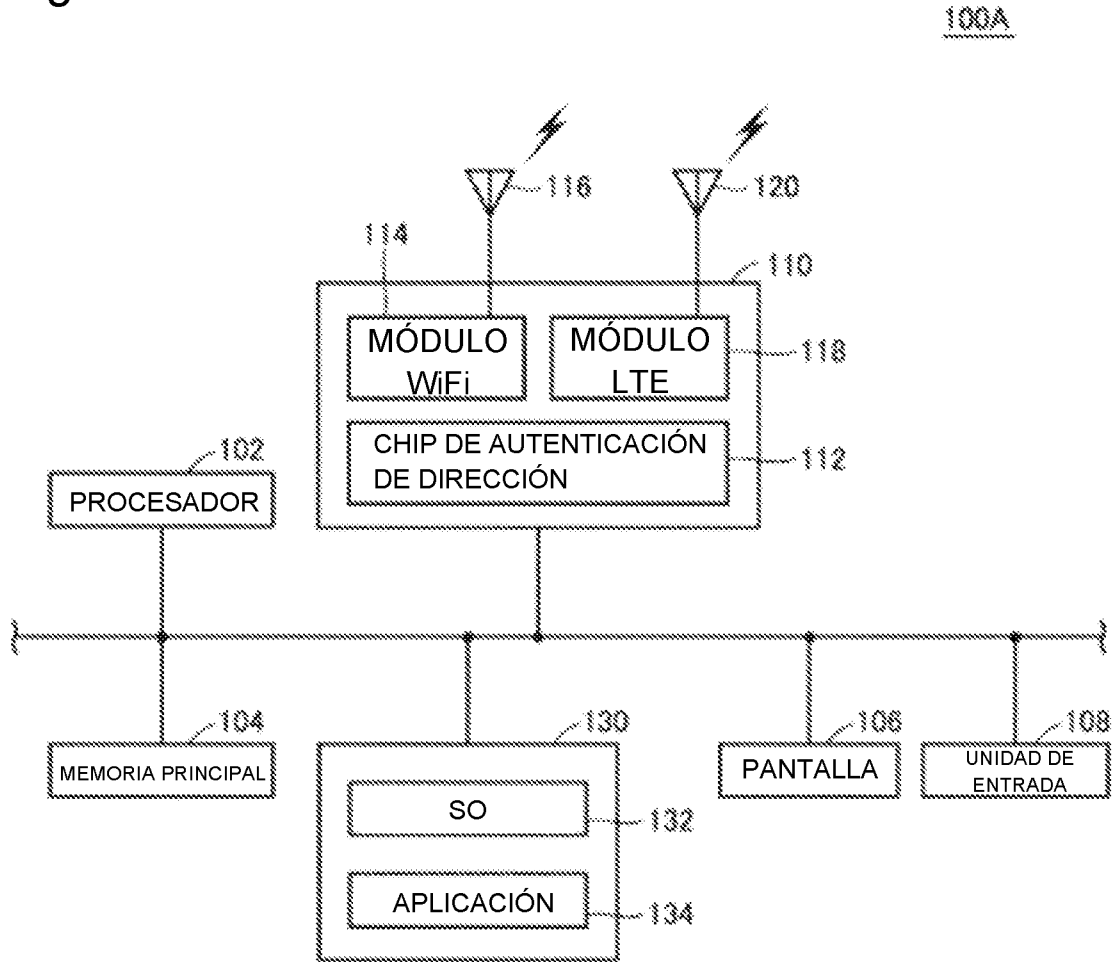 100A
116
120
114
110
MÓDULO
WiFi
MÓDULO
LTE
118
CHIP DE AUTENTICACIÓN
DE DIRECCIÓN
112
102
PROCESADOR
104
MEMORIA PRINCIPAL
130
SO
132
APLICACIÓN
134
106
PANTALLA
108
UNIDAD DE
ENTRADA